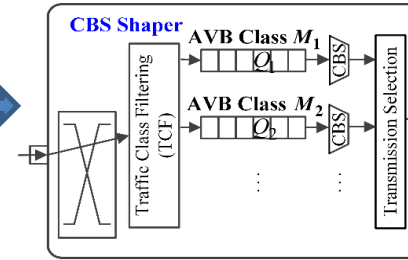 CBS Shaper
AVB Class M₁
Q₁
CBS
AVB Class M₂
Q₂
CBS
Traffic Class Filtering
(TCF)
Transmission Selection